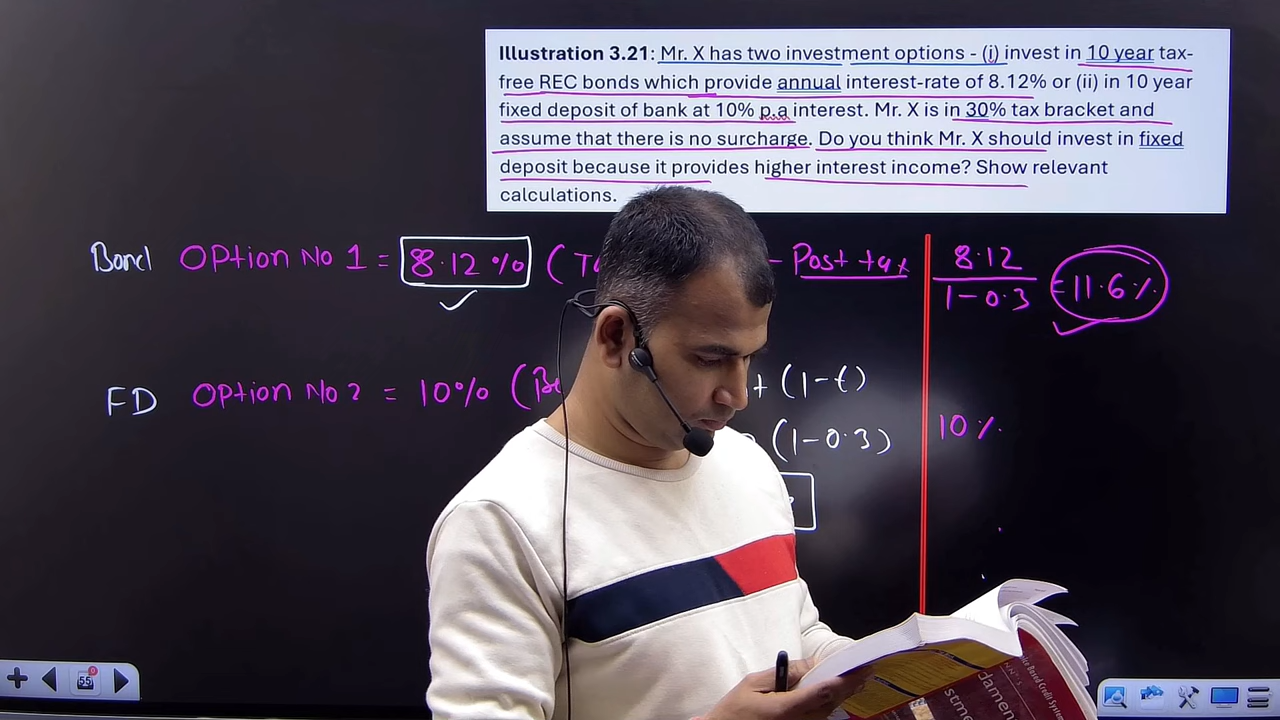 Illustration 3.21: Mr. X has two investment options - (i) invest in 10 year tax-
free REC bonds which provide annual interest-rate of 8.12% or (ii) in 10 year
fixed deposit of bank at 10% p.a interest. Mr. X is in 30% tax bracket and
assume that there is no surcharge. Do you think Mr. X should invest in fixed
deposit because it provides higher interest income? Show relevant
calculations.
Bond Option No 1 = 8.12% ( - Post tax
8.12
1-0.3
= 11.6%
FD Option No 2 = 10% ( (1-t)
(1-0.3)
10%
55